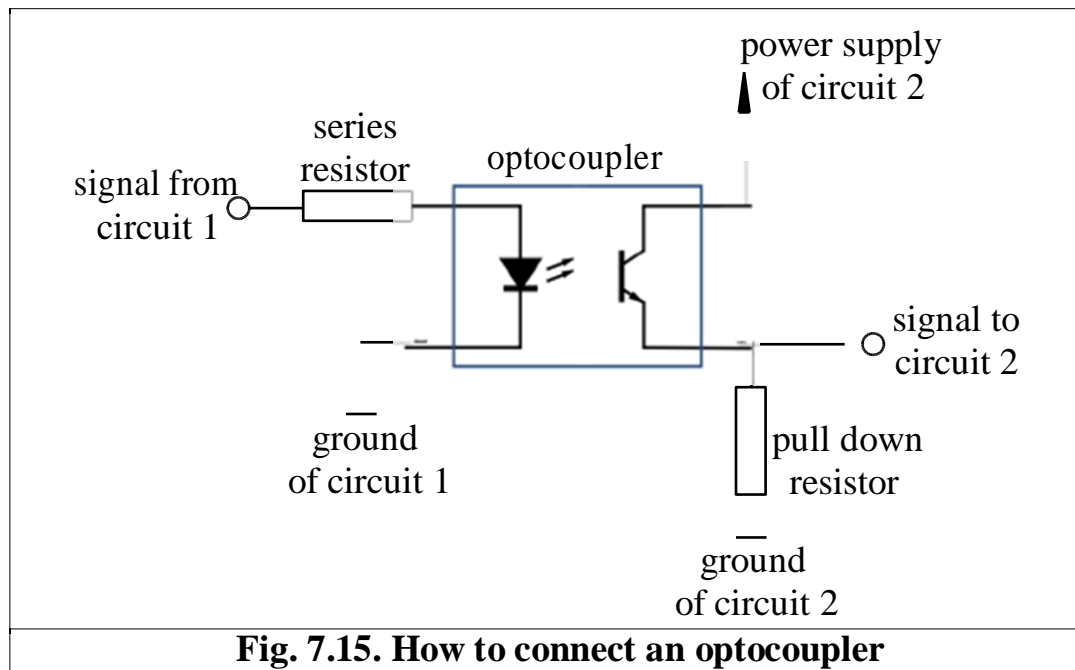 power supply
of circuit 2
series
resistor
optocoupler
signal from
circuit 1
signal to
circuit 2
ground
of circuit 1
pull down
resistor
ground
of circuit 2
Fig. 7.15. How to connect an optocoupler